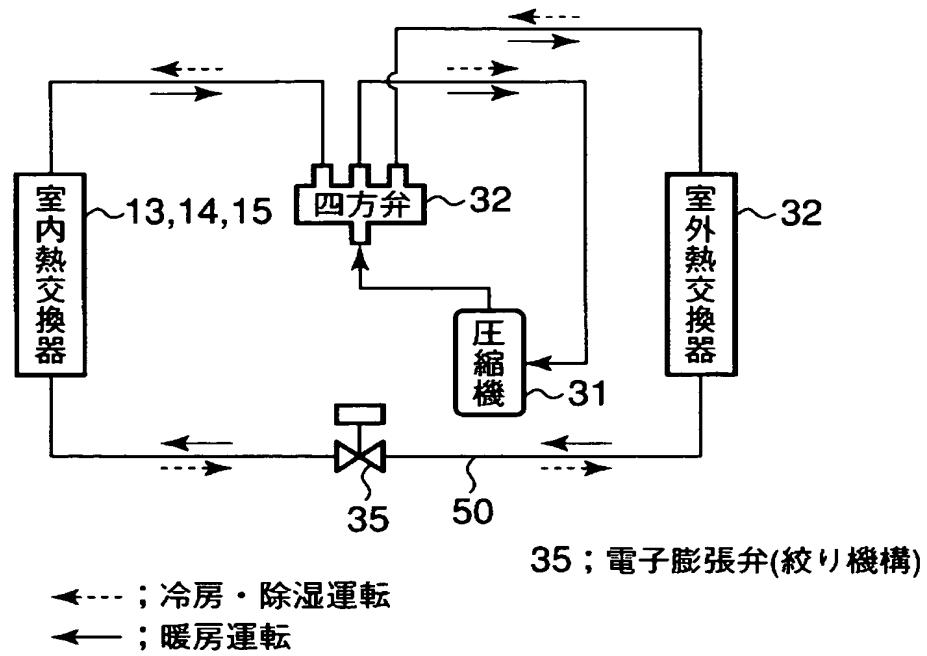 室内熱交換器
13,14,15
四方弁
32
室外熱交換器
32
圧縮機
31
35
50
35；電子膨張弁(絞り機構)
；冷房・除湿運転
；暖房運転